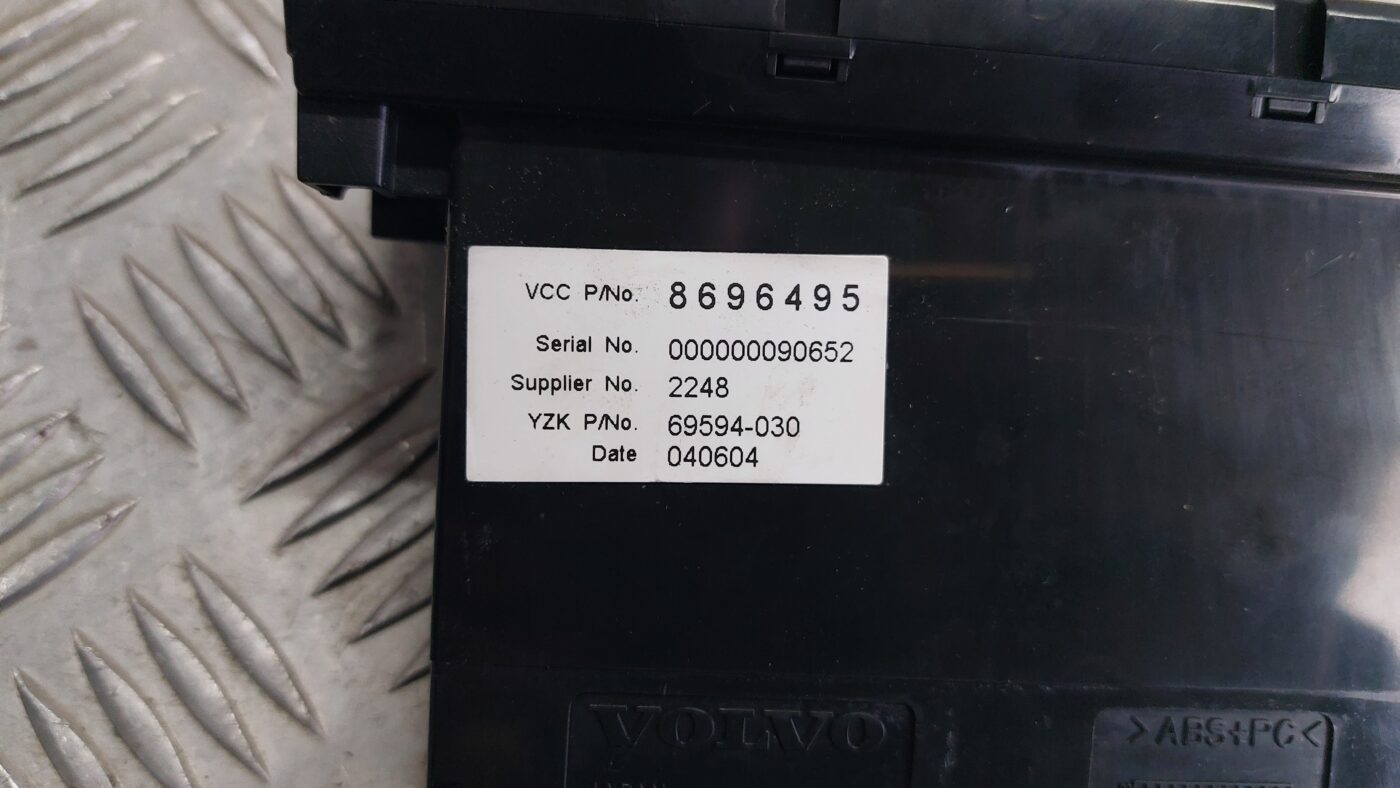 VCC P/No. 8696495
Serial No. 000000090652
Supplier No. 2248
YZK P/No. 69594-030
Date 040604
VOLVO
>ABS+PC<